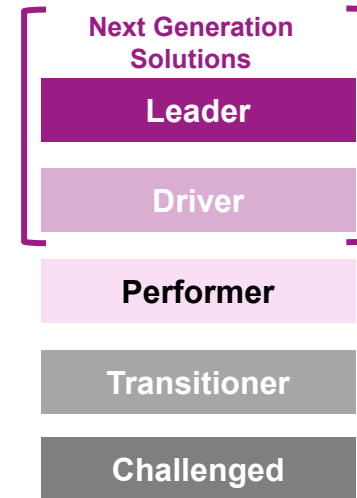 Next Generation
Solutions
Leader
Driver
Performer
Transitioner
Challenged